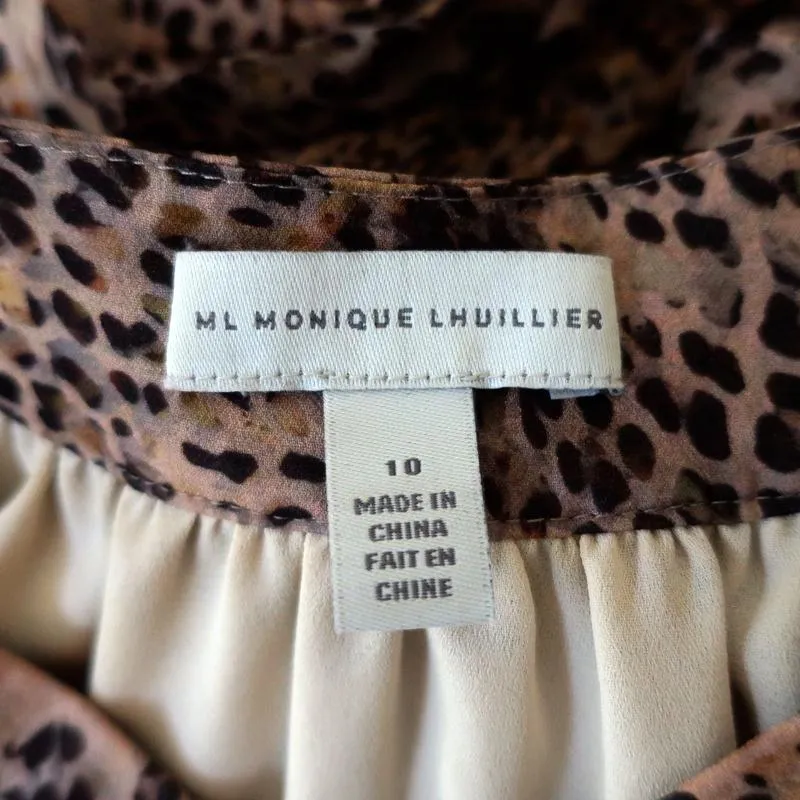 ML MONIQUE LHUILLIER
10
MADE IN
CHINA
FAIT EN
CHINE